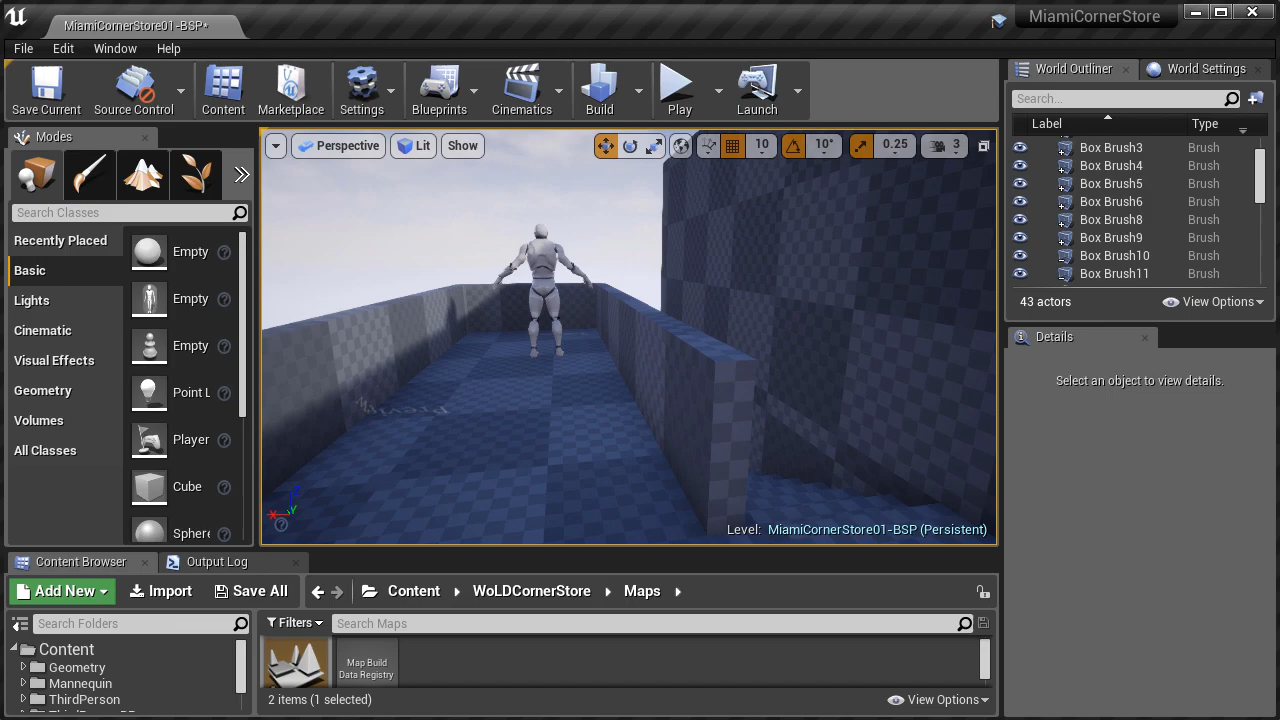 MiamiCornerStore01-BSP*
MiamiCornerStore
File Edit Window Help
Save Current Source Control Content Marketplace Settings Blueprints Cinematics Build Play Launch
World Outliner World Settings
Search...
Label Type
Box Brush3 Brush
Box Brush4 Brush
Box Brush5 Brush
Box Brush6 Brush
Box Brush8 Brush
Box Brush9 Brush
Box Brush10 Brush
Box Brush11 Brush
43 actors View Options
Details
Select an object to view details.
Modes
Search Classes
Recently Placed
Basic
Lights
Cinematic
Visual Effects
Geometry
Volumes
All Classes
Empty
Empty
Empty
Point L
Player
Cube
Spher
Perspective Lit Show 10 10° 0.25 3
Preview
Level: MiamiCornerStore01-BSP (Persistent)
X Y Z
Content Browser Output Log
Add New Import Save All Content WoLDCornerStore Maps
Search Folders
Content
Geometry
Mannequin
ThirdPerson
Filters Search Maps
Map Build
Data Registry
2 items (1 selected) View Options